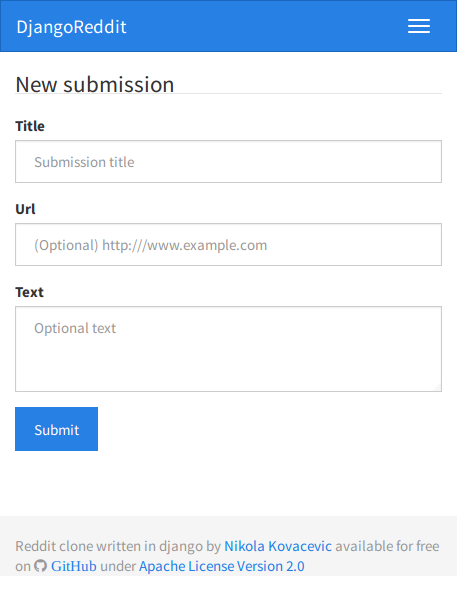 DjangoReddit
New submission
Title
Submission title
Url
(Optional) http:///www.example.com
Text
Optional text
Submit
Reddit clone written in django by Nikola Kovacevic available for free
on GitHub under Apache License Version 2.0